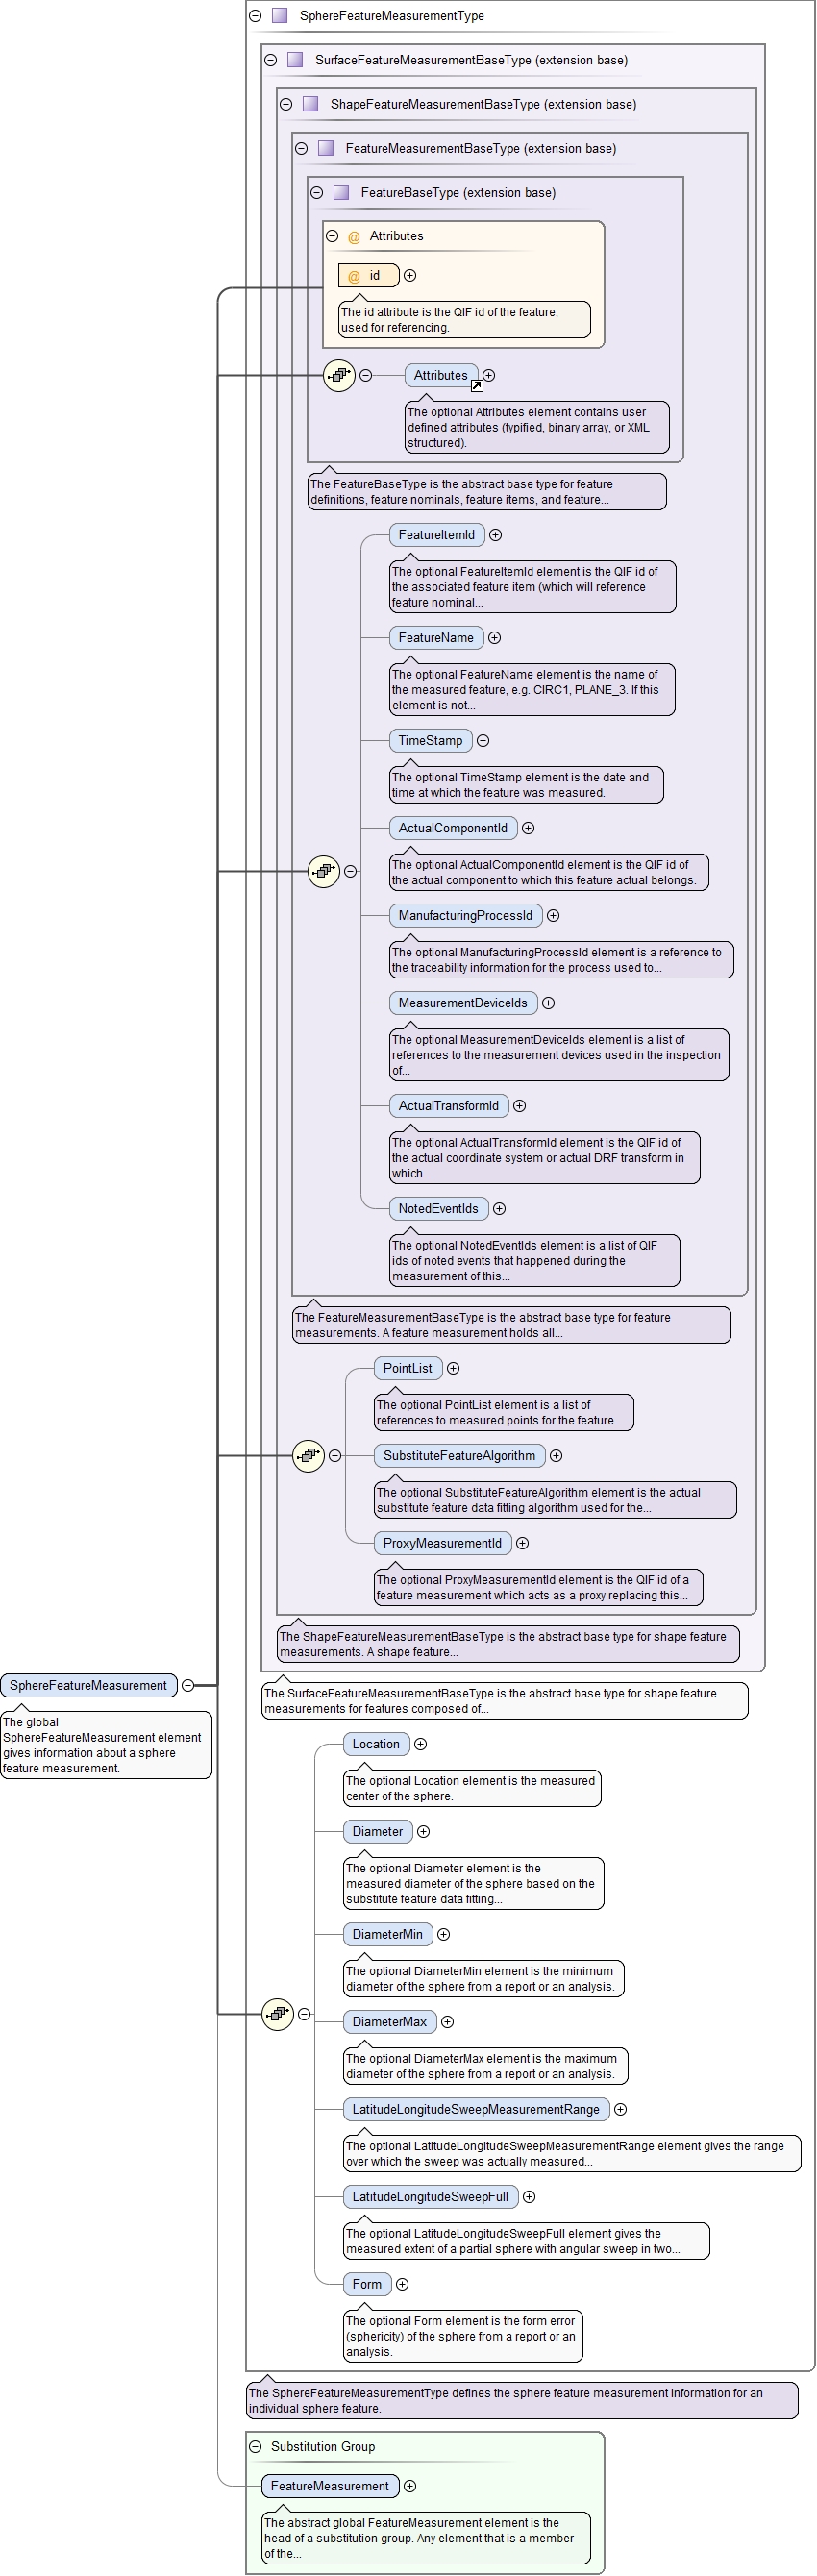 SphereFeatureMeasurementType
SurfaceFeatureMeasurementBaseType (extension base)
ShapeFeatureMeasurementBaseType (extension base)
FeatureMeasurementBaseType (extension base)
FeatureBaseType (extension base)
@ Attributes
@ id
The id attribute is the QIF id of the feature,
used for referencing.
Attributes
The optional Attributes element contains user
defined attributes (typified, binary array, or XML
structured).
The FeatureBaseType is the abstract base type for feature
definitions, feature nominals, feature items, and feature...
FeatureItemId
The optional FeatureItemId element is the QIF id of
the associated feature item (which will reference
feature nominal...
FeatureName
The optional FeatureName element is the name of
the measured feature, e.g. CIRC1, PLANE_3. If this
element is not...
TimeStamp
The optional TimeStamp element is the date and
time at which the feature was measured.
ActualComponentId
The optional ActualComponentId element is the QIF id of
the actual component to which this feature actual belongs.
ManufacturingProcessId
The optional ManufacturingProcessId element is a reference to
the traceability information for the process used to...
MeasurementDeviceIds
The optional MeasurementDeviceIds element is a list of
references to the measurement devices used in the inspection
of...
ActualTransformId
The optional ActualTransformId element is the QIF id of
the actual coordinate system or actual DRF transform in
which...
NotedEventIds
The optional NotedEventIds element is a list of QIF
ids of noted events that happened during the
measurement of this...
The FeatureMeasurementBaseType is the abstract base type for feature
measurements. A feature measurement holds all...
PointList
The optional PointList element is a list of
references to measured points for the feature.
SubstituteFeatureAlgorithm
The optional SubstituteFeatureAlgorithm element is the actual
substitute feature data fitting algorithm used for the...
ProxyMeasurementId
The optional ProxyMeasurementId element is the QIF id of a
feature measurement which acts as a proxy replacing this...
The ShapeFeatureMeasurementBaseType is the abstract base type for shape feature
measurements. A shape feature...
SphereFeatureMeasurement
The global
SphereFeatureMeasurement element
gives information about a sphere
feature measurement.
The SurfaceFeatureMeasurementBaseType is the abstract base type for shape feature
measurements for features composed of...
Location
The optional Location element is the measured
center of the sphere.
Diameter
The optional Diameter element is the
measured diameter of the sphere based on the
substitute feature data fitting...
DiameterMin
The optional DiameterMin element is the minimum
diameter of the sphere from a report or an analysis.
DiameterMax
The optional DiameterMax element is the maximum
diameter of the sphere from a report or an analysis.
LatitudeLongitudeSweepMeasurementRange
The optional LatitudeLongitudeSweepMeasurementRange element gives the range
over which the sweep was actually measured...
LatitudeLongitudeSweepFull
The optional LatitudeLongitudeSweepFull element gives the
measured extent of a partial sphere with angular sweep in two...
Form
The optional Form element is the form error
(sphericity) of the sphere from a report or an
analysis.
The SphereFeatureMeasurementType defines the sphere feature measurement information for an
individual sphere feature.
Substitution Group
FeatureMeasurement
The abstract global FeatureMeasurement element is the
head of a substitution group. Any element that is a member
of the...